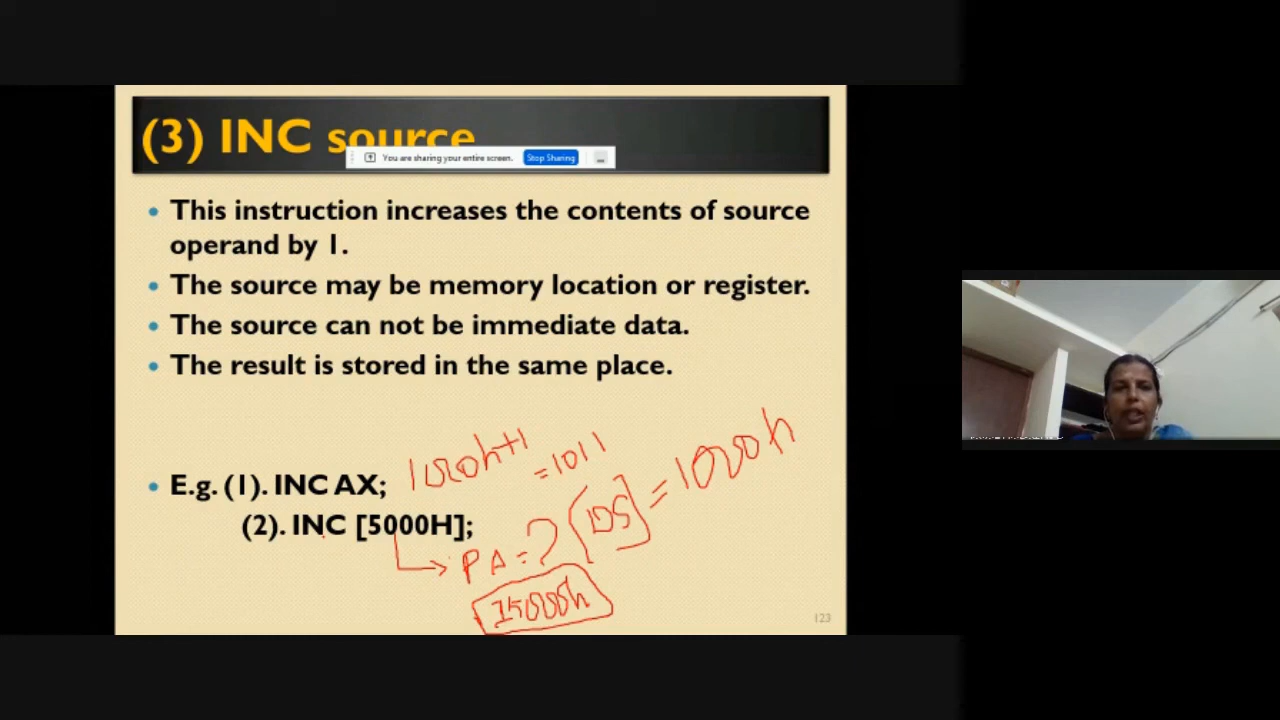 (3) INC source
You are sharing your entire screen. Stop Sharing
This instruction increases the contents of source
operand by 1.
The source may be memory location or register.
The source can not be immediate data.
The result is stored in the same place.
E.g. (1). INC AX;
=1011
(2). INC [5000H];
[DS] = 1000h
PA = ?
15000h
123